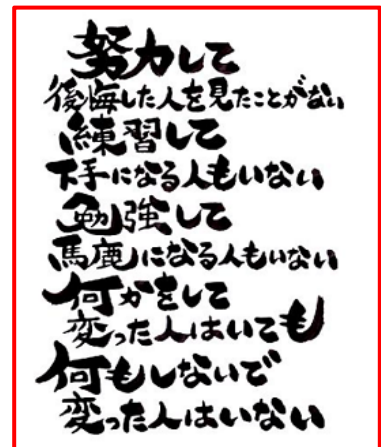 努力して
後悔した人を見たことがない
練習して
下手になる人もいない
勉強して
馬鹿になる人もいない
何かをして
変った人はいても
何もしないで
変った人はいない